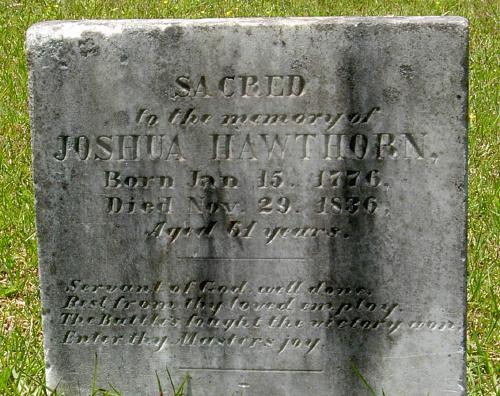 SACRED
to the memory of
JOSHUA HAWTHORN,
Born Jan 15. 1776.
Died Nov. 29. 1836,
Aged 61 years.
Servant of God, well done,
Rest from thy loved employ,
The Battles fought the victory won,
Enter thy Masters joy.